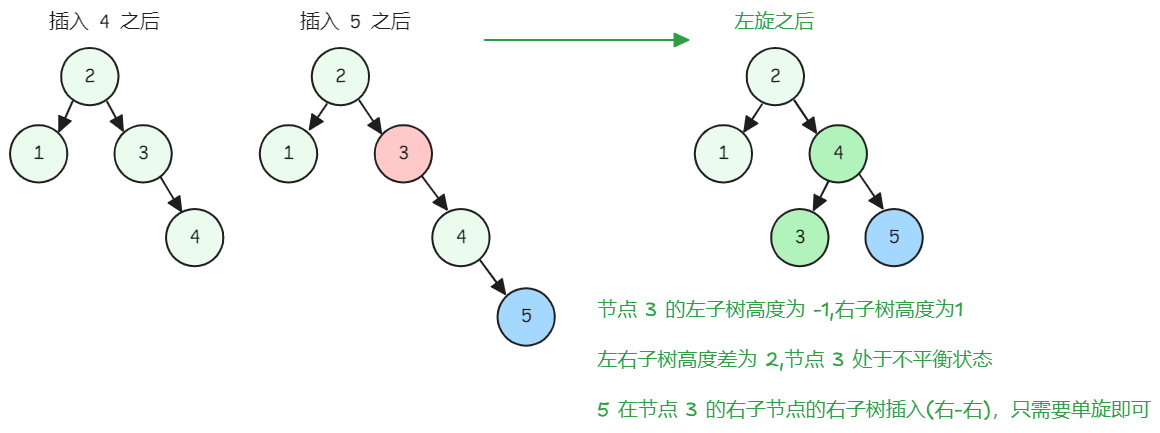 插入 4 之后
插入 5 之后
左旋之后
2
2
2
1
3
1
3
1
4
4
4
3
5
5
节点 3 的左子树高度为 -1,右子树高度为1
左右子树高度差为 2,节点 3 处于不平衡状态
5 在节点 3 的右子节点的右子树插入(右-右)，只需要单旋即可